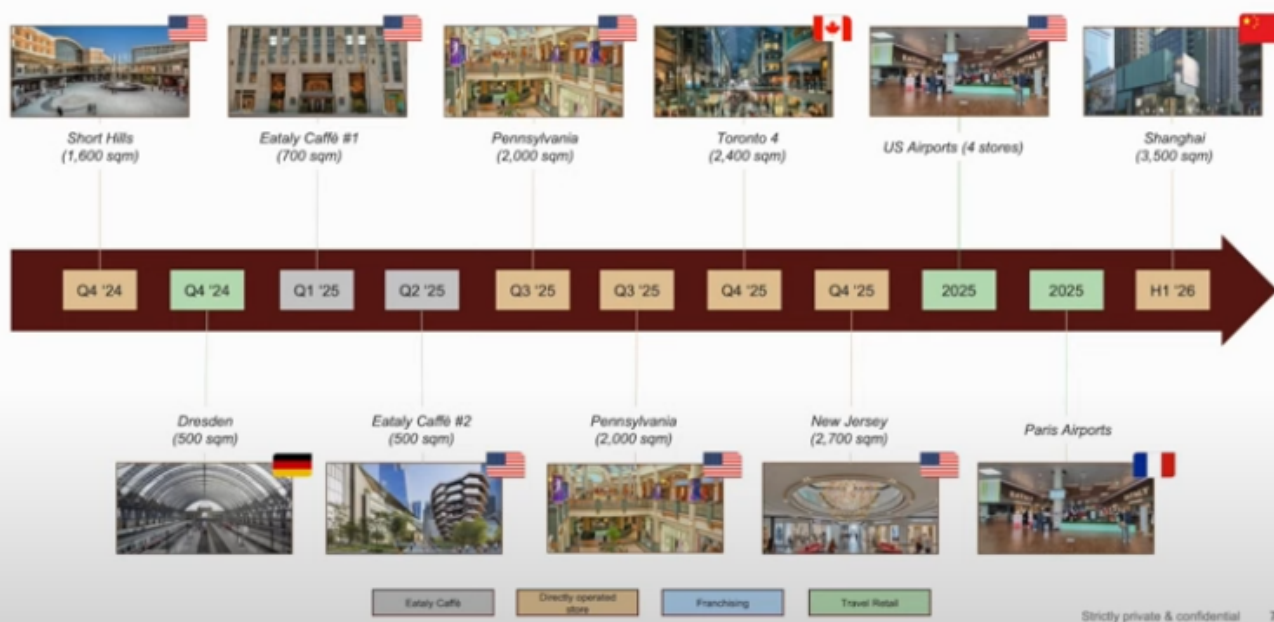 Short Hills
(1,600 sqm)
Eataly Caffè #1
(700 sqm)
Pennsylvania
(2,000 sqm)
Toronto 4
(2,400 sqm)
US Airports (4 stores)
Shanghai
(3,500 sqm)
Q4 '24
Q4 '24
Q1 '25
Q2 '25
Q3 '25
Q3 '25
Q4 '25
Q4 '25
2025
2025
H1 '26
Dresden
(500 sqm)
Eataly Caffè #2
(500 sqm)
Pennsylvania
(2,000 sqm)
New Jersey
(2,700 sqm)
Paris Airports
Eataly Caffè
Directly operated
store
Franchising
Travel Retail
Strictly private & confidential